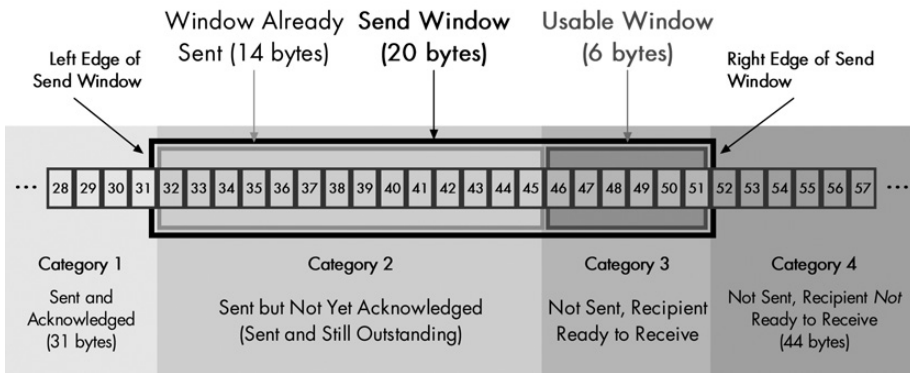 Window Already
Sent (14 bytes)
Send Window
(20 bytes)
Usable Window
(6 bytes)
Left Edge of
Send Window
Right Edge of Send
Window
... 28 29 30 31 32 33 34 35 36 37 38 39 40 41 42 43 44 45 46 47 48 49 50 51 52 53 54 55 56 57 ...
Category 1
Sent and
Acknowledged
(31 bytes)
Category 2
Sent but Not Yet Acknowledged
(Sent and Still Outstanding)
Category 3
Not Sent, Recipient
Ready to Receive
Category 4
Not Sent, Recipient Not
Ready to Receive
(44 bytes)